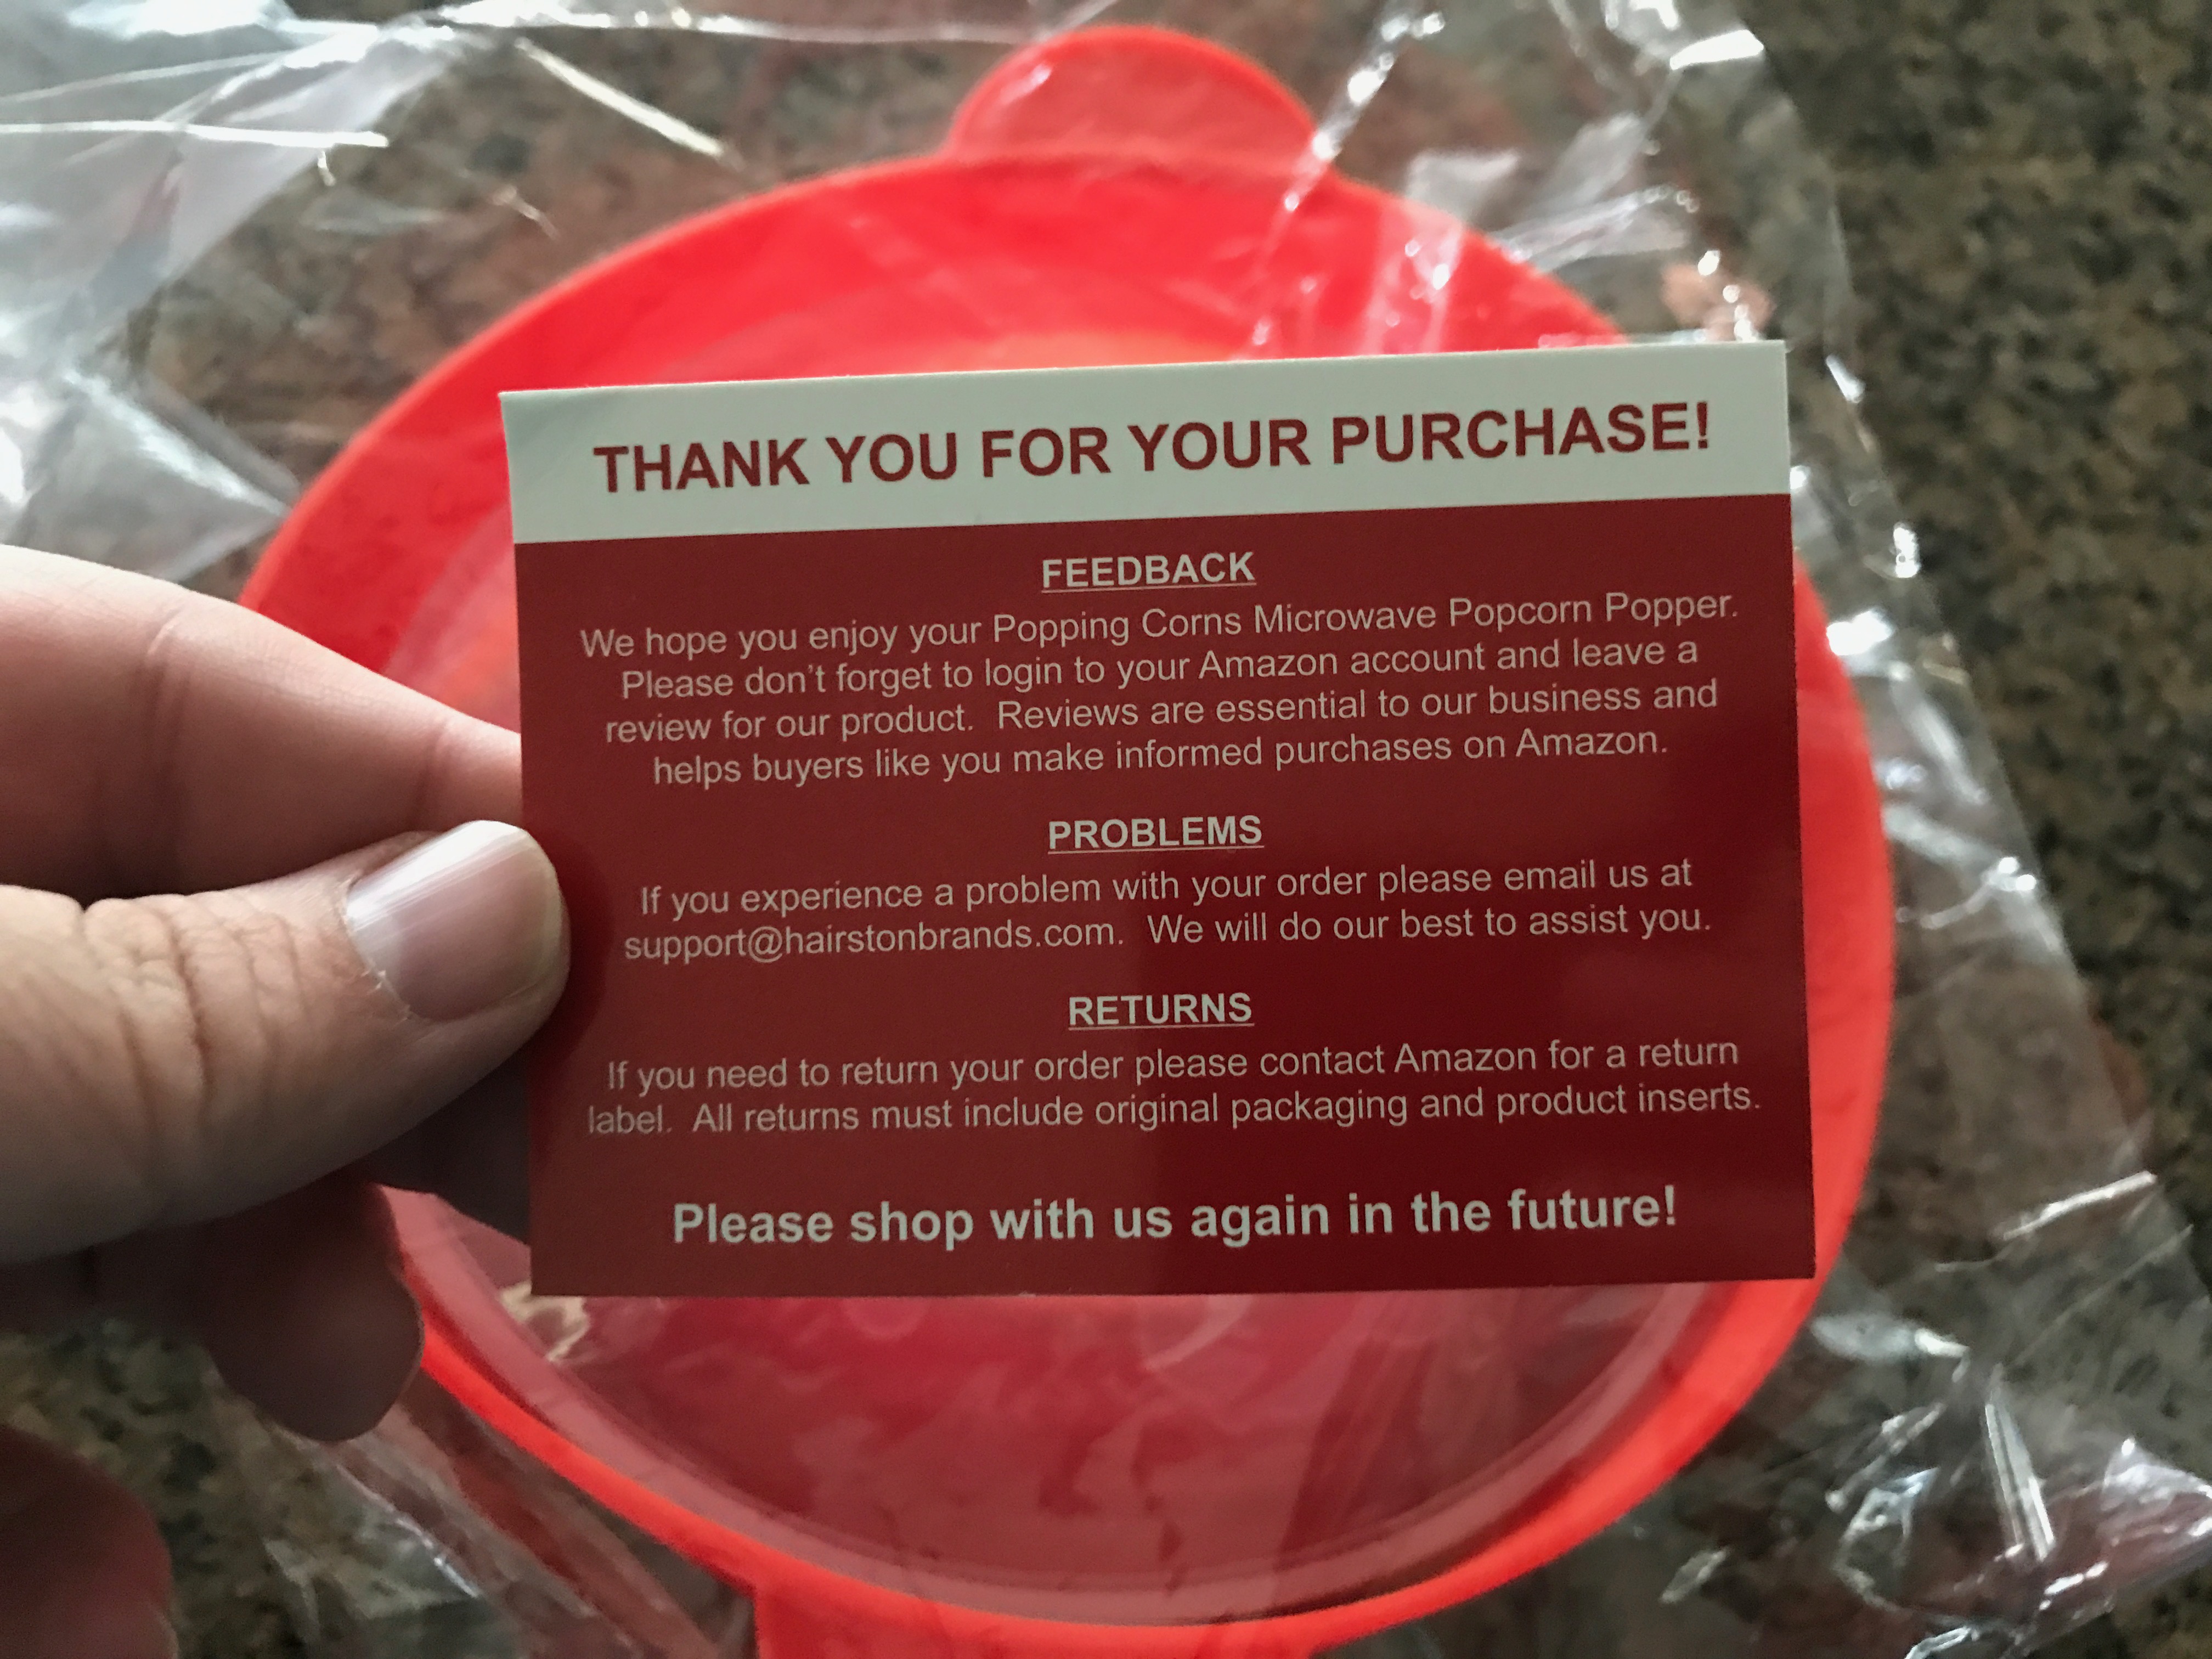 THANK YOU FOR YOUR PURCHASE!
FEEDBACK
We hope you enjoy your Popping Corns Microwave Popcorn Popper.
Please don't forget to login to your Amazon account and leave a
review for our product.  Reviews are essential to our business and
helps buyers like you make informed purchases on Amazon.
PROBLEMS
If you experience a problem with your order please email us at
support@hairstonbrands.com.  We will do our best to assist you.
RETURNS
If you need to return your order please contact Amazon for a return
label.  All returns must include original packaging and product inserts.
Please shop with us again in the future!